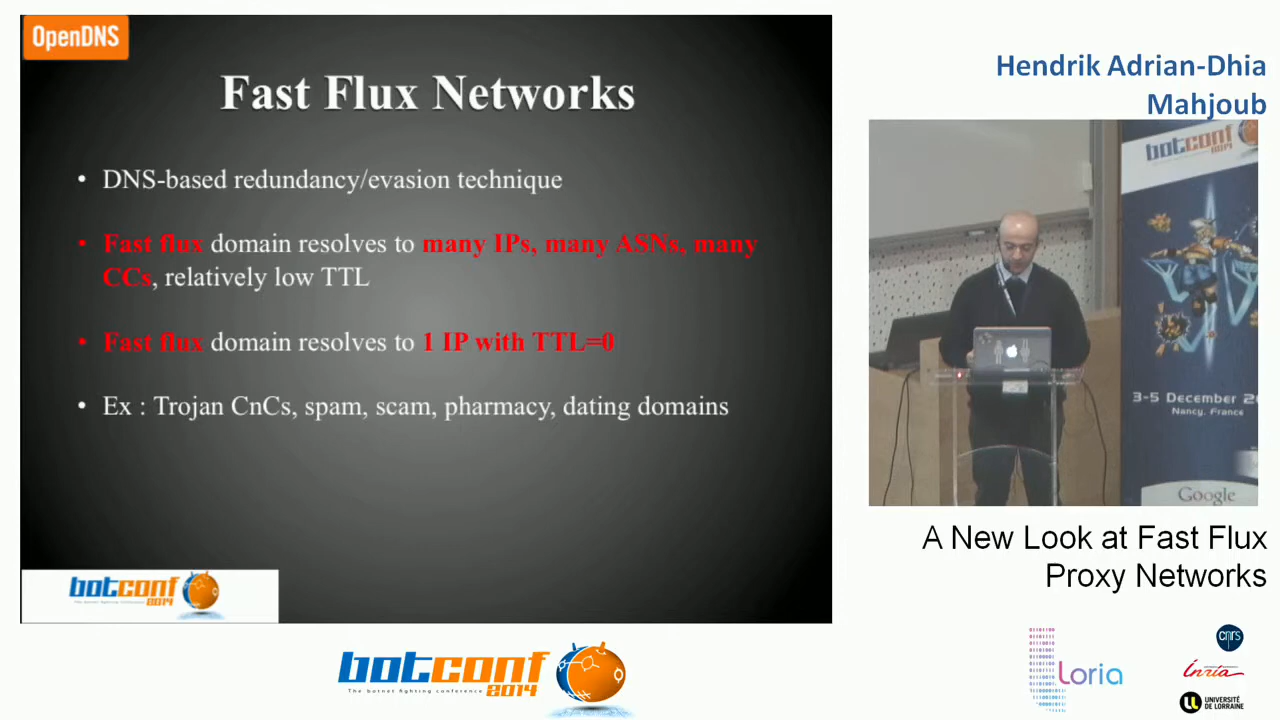 OpenDNS
Fast Flux Networks
• DNS-based redundancy/evasion technique
• Fast flux domain resolves to many IPs, many ASNs, many
CCs, relatively low TTL
• Fast flux domain resolves to 1 IP with TTL=0
• Ex : Trojan CnCs, spam, scam, pharmacy, dating domains
botconf
2014
Hendrik Adrian-Dhia
Mahjoub
botconf
2014
3-5 December 20
Nancy, France
Google
A New Look at Fast Flux
Proxy Networks
botconf
The botnet fighting conference 2014
Loria
cnrs
Inria
UNIVERSITÉ
DE LORRAINE